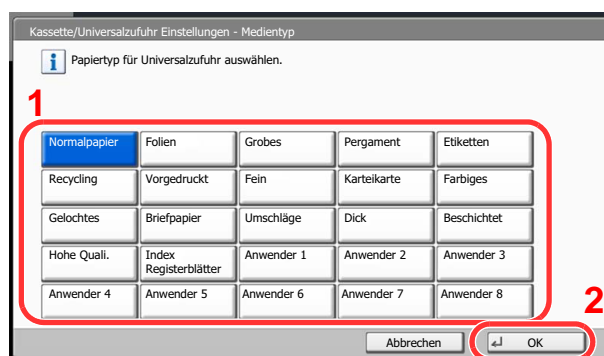 Kassette/Universalzufuhr Einstellungen - Medientyp
i Papiertyp für Universalzufuhr auswählen.
1
Normalpapier Folien Grobes Pergament Etiketten
Recycling Vorgedruckt Fein Karteikarte Farbiges
Gelochtes Briefpapier Umschläge Dick Beschichtet
Hohe Quali. Index Registerblätter Anwender 1 Anwender 2 Anwender 3
Anwender 4 Anwender 5 Anwender 6 Anwender 7 Anwender 8
2
Abbrechen OK